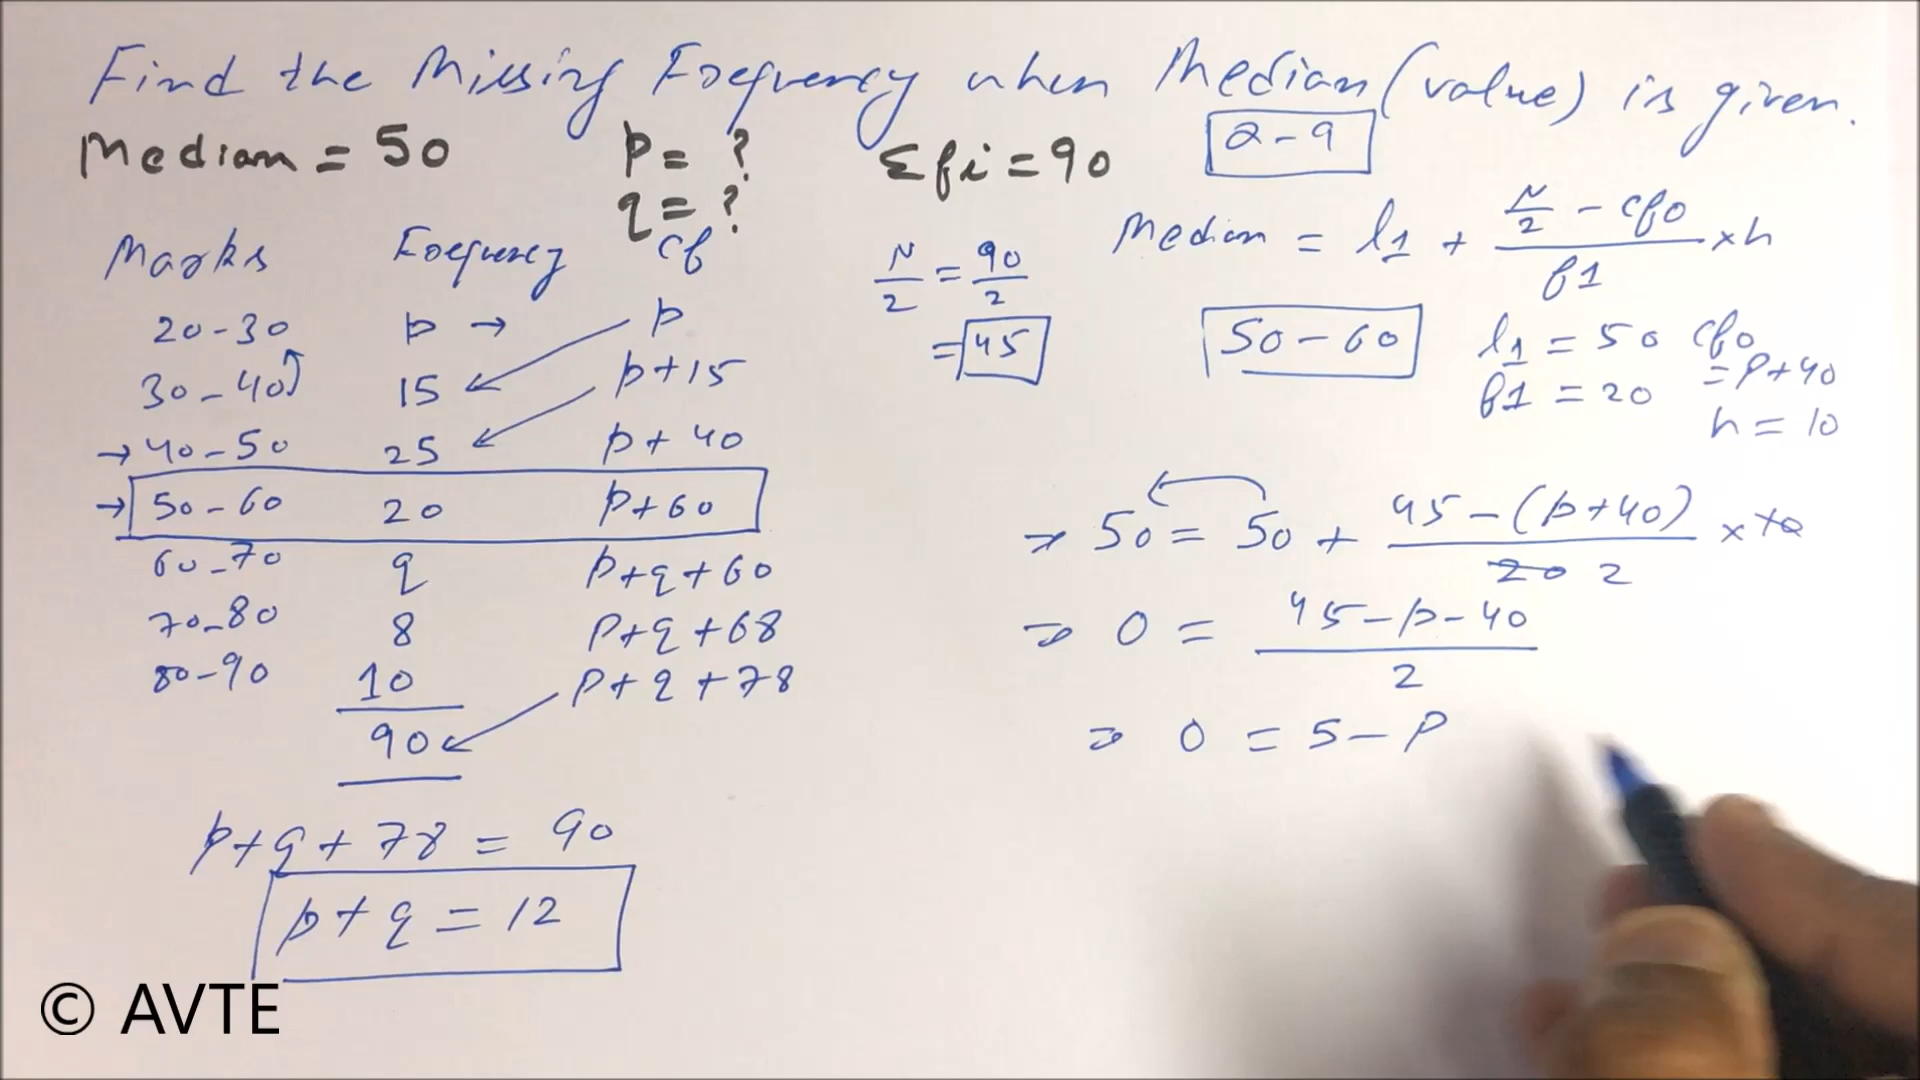 Find the Missing Frequency when Median (value) is given.
Median = 50 p = ? Σfi = 90 Q-9
q = ?
Marks Frequency cf
20-30 p → p
30-40 15 p+15
→ 40-50 25 p+40
→ 50-60 20 p+60
60-70 q p+q+60
70-80 8 p+q+68
80-90 10 p+q+78
90
p+q+78 = 90
p+q = 12
N/2 = 90/2
= 45
Median = l1 + (N/2 - cf0)/f1 × h
50-60 l1 = 50 cf0
f1 = 20 = p+40
h = 10
⇒ 50 = 50 + (45-(p+40))/20 2 × 10
⇒ 0 = (45-p-40)/2
⇒ 0 = 5-p
© AVTE